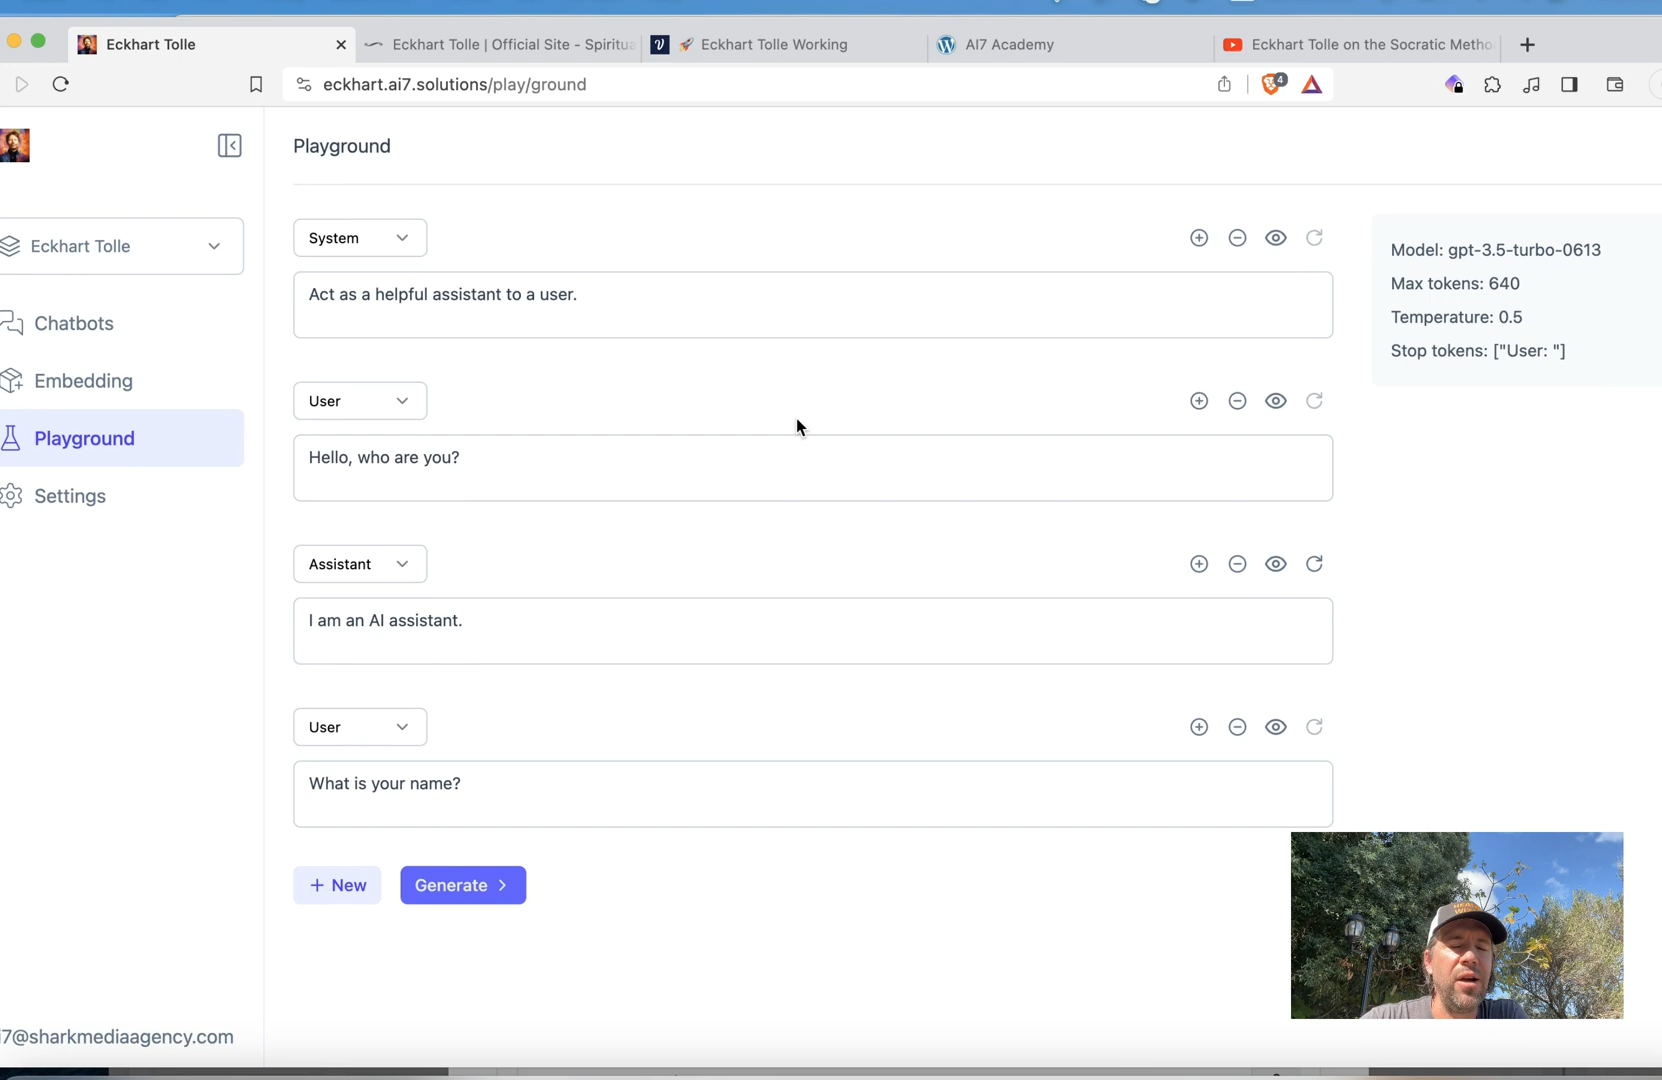 Eckhart Tolle
Eckhart Tolle | Official Site - Spiritua
Eckhart Tolle Working
AI7 Academy
Eckhart Tolle on the Socratic Metho
eckhart.ai7.solutions/play/ground
4
Playground
Eckhart Tolle
Chatbots
Embedding
Playground
Settings
System
Act as a helpful assistant to a user.
User
Hello, who are you?
Assistant
I am an AI assistant.
User
What is your name?
+ New
Generate >
Model: gpt-3.5-turbo-0613
Max tokens: 640
Temperature: 0.5
Stop tokens: ["User: "]
i7@sharkmediaagency.com